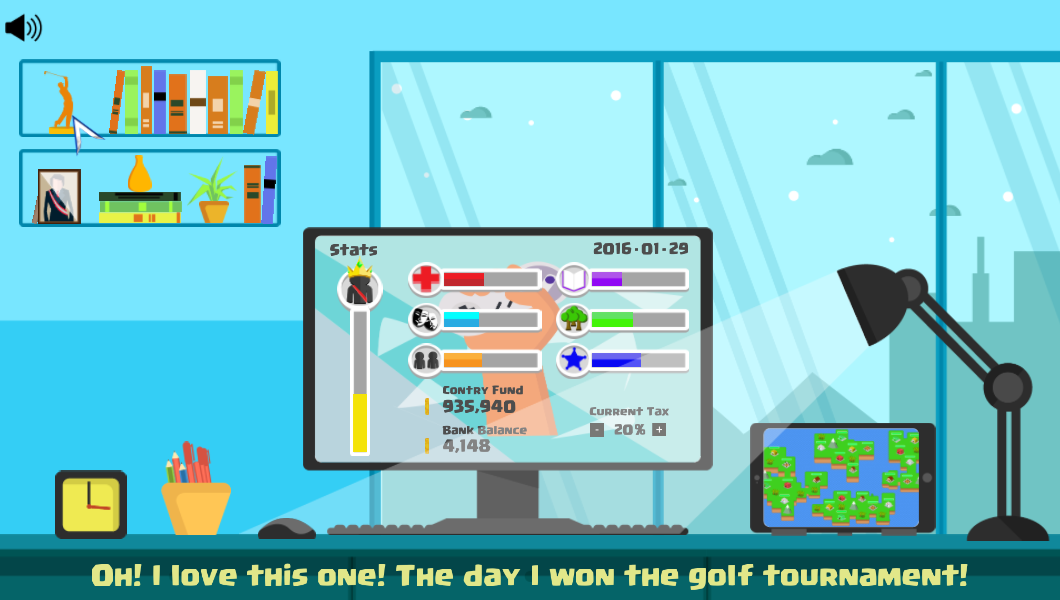 Stats
2016-01-29
Contry Fund
935,940
Bank Balance
4,148
Current Tax
- 20% +
Oh! I love this one! The day I won the golf tournament!